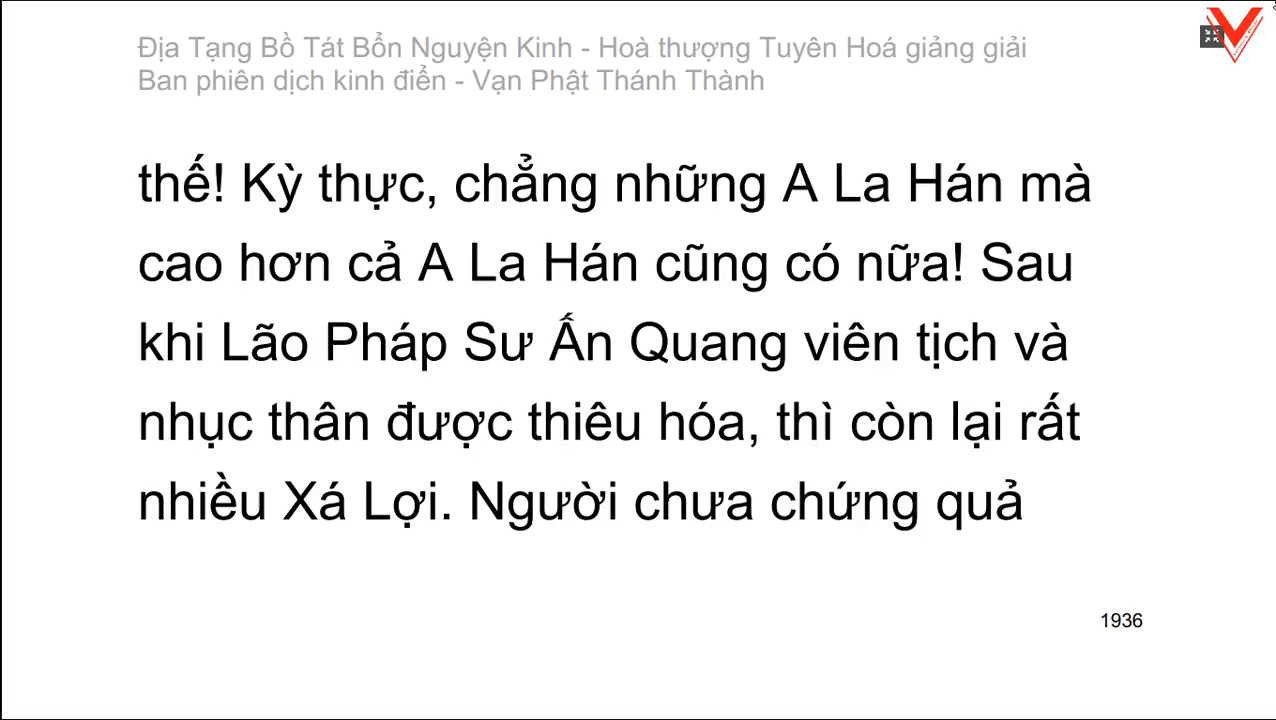 Địa Tạng Bồ Tát Bổn Nguyện Kinh - Hoà thượng Tuyên Hoá giảng giải
Ban phiên dịch kinh điển - Vạn Phật Thánh Thành
thế! Kỳ thực, chẳng những A La Hán mà
cao hơn cả A La Hán cũng có nữa! Sau
khi Lão Pháp Sư Ấn Quang viên tịch và
nhục thân được thiêu hóa, thì còn lại rất
nhiều Xá Lợi. Người chưa chứng quả
1936